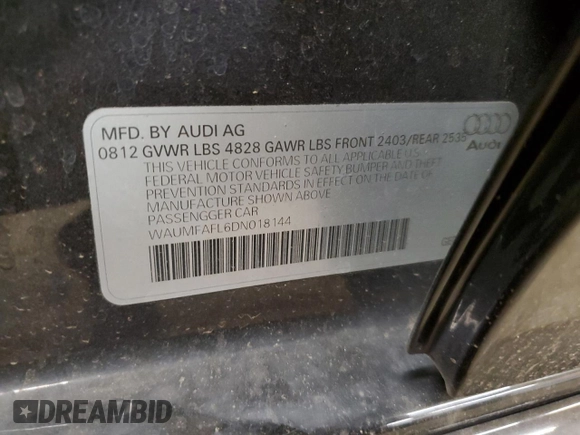 MFD. BY AUDI AG
0812 GVWR LBS 4828 GAWR LBS FRONT 2403/REAR 2535
THIS VEHICLE CONFORMS TO ALL APPLICABLE U.S.
FEDERAL MOTOR VEHICLE SAFETY BUMPER AND THEFT
PREVENTION STANDARDS IN EFFECT ON THE DATE OF
MANUFACTURE SHOWN ABOVE
PASSENGGER CAR
WAUMFAFL6DN018144
Audi
DREAMBID